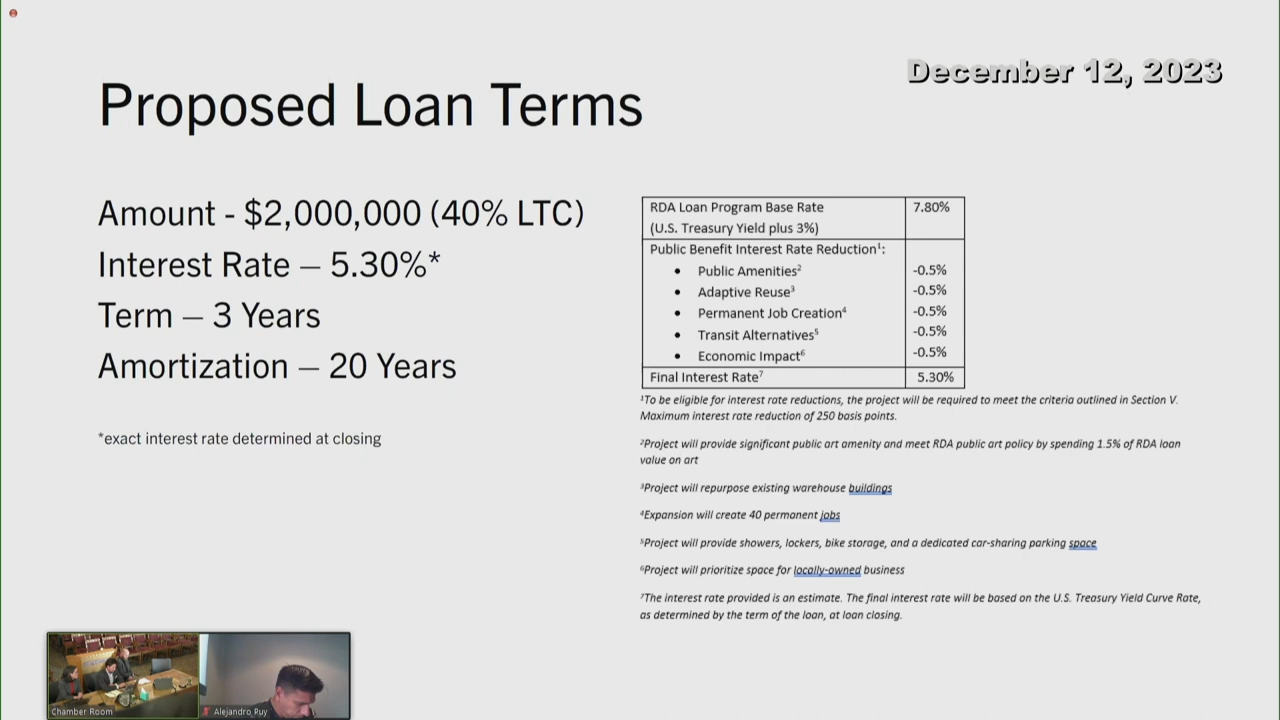 December 12, 2023
Proposed Loan Terms
Amount - $2,000,000 (40% LTC)
Interest Rate – 5.30%*
Term – 3 Years
Amortization – 20 Years
*exact interest rate determined at closing
RDA Loan Program Base Rate 7.80%
(U.S. Treasury Yield plus 3%)
Public Benefit Interest Rate Reduction¹:
• Public Amenities² -0.5%
• Adaptive Reuse³ -0.5%
• Permanent Job Creation⁴ -0.5%
• Transit Alternatives⁵ -0.5%
• Economic Impact⁶ -0.5%
Final Interest Rate⁷ 5.30%
¹To be eligible for interest rate reductions, the project will be required to meet the criteria outlined in Section V.
Maximum interest rate reduction of 250 basis points.
²Project will provide significant public art amenity and meet RDA public art policy by spending 1.5% of RDA loan
value on art
³Project will repurpose existing warehouse buildings
⁴Expansion will create 40 permanent jobs
⁵Project will provide showers, lockers, bike storage, and a dedicated car-sharing parking space
⁶Project will prioritize space for locally-owned business
⁷The interest rate provided is an estimate. The final interest rate will be based on the U.S. Treasury Yield Curve Rate,
as determined by the term of the loan, at loan closing.
Chamber Room
Alejandro Puy